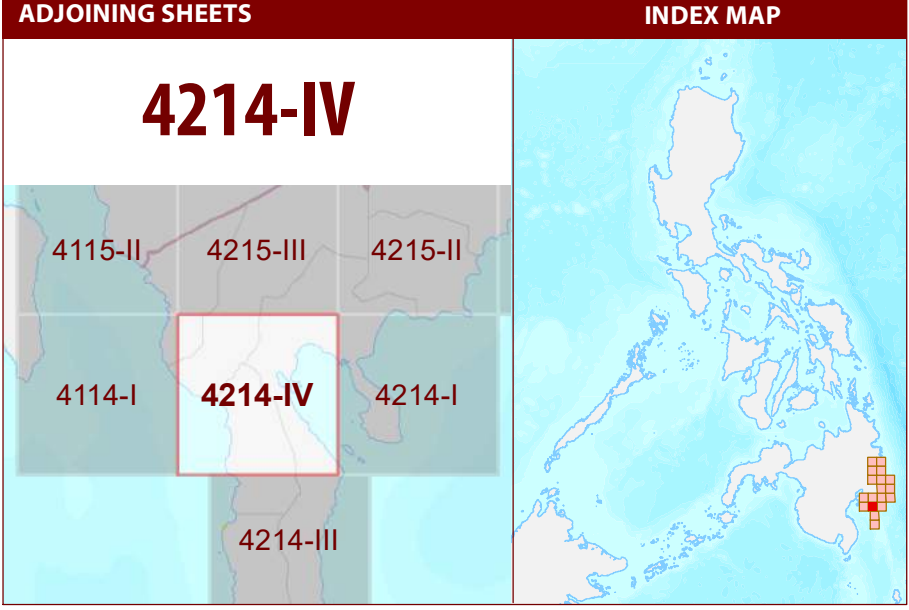 ADJOINING SHEETS
INDEX MAP
4214-IV
4115-II
4215-III
4215-II
4114-I
4214-IV
4214-I
4214-III